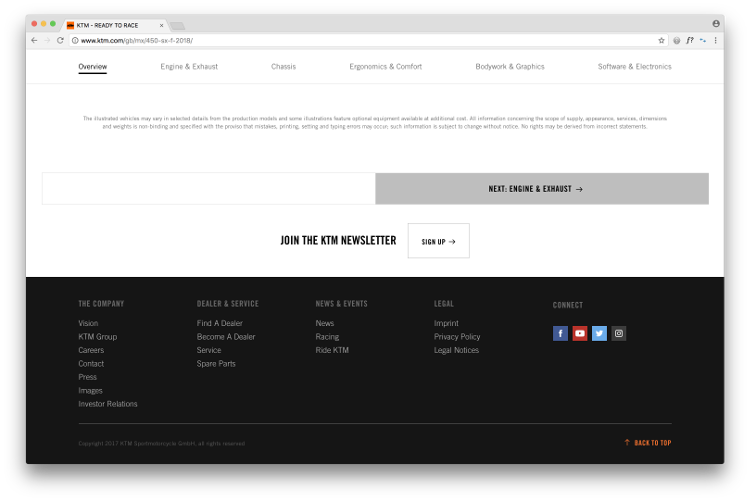 KTM - READY TO RACE
www.ktm.com/gb/mx/450-sx-f-2018/
Overview
Engine & Exhaust
Chassis
Ergonomics & Comfort
Bodywork & Graphics
Software & Electronics
The illustrated vehicles may vary in selected details from the production models and some illustrations feature optional equipment available at additional cost. All information concerning the scope of supply, appearance, services, dimensions
and weights is non-binding and specified with the proviso that mistakes, printing, setting and typing errors may occur; such information is subject to change without notice. No rights may be derived from incorrect statements.
NEXT: ENGINE & EXHAUST →
JOIN THE KTM NEWSLETTER
SIGN UP →
THE COMPANY
Vision
KTM Group
Careers
Contact
Press
Images
Investor Relations
DEALER & SERVICE
Find A Dealer
Become A Dealer
Service
Spare Parts
NEWS & EVENTS
News
Racing
Ride KTM
LEGAL
Imprint
Privacy Policy
Legal Notices
CONNECT
Copyright 2017 KTM Sportmotorcycle GmbH, all rights reserved
↑ BACK TO TOP